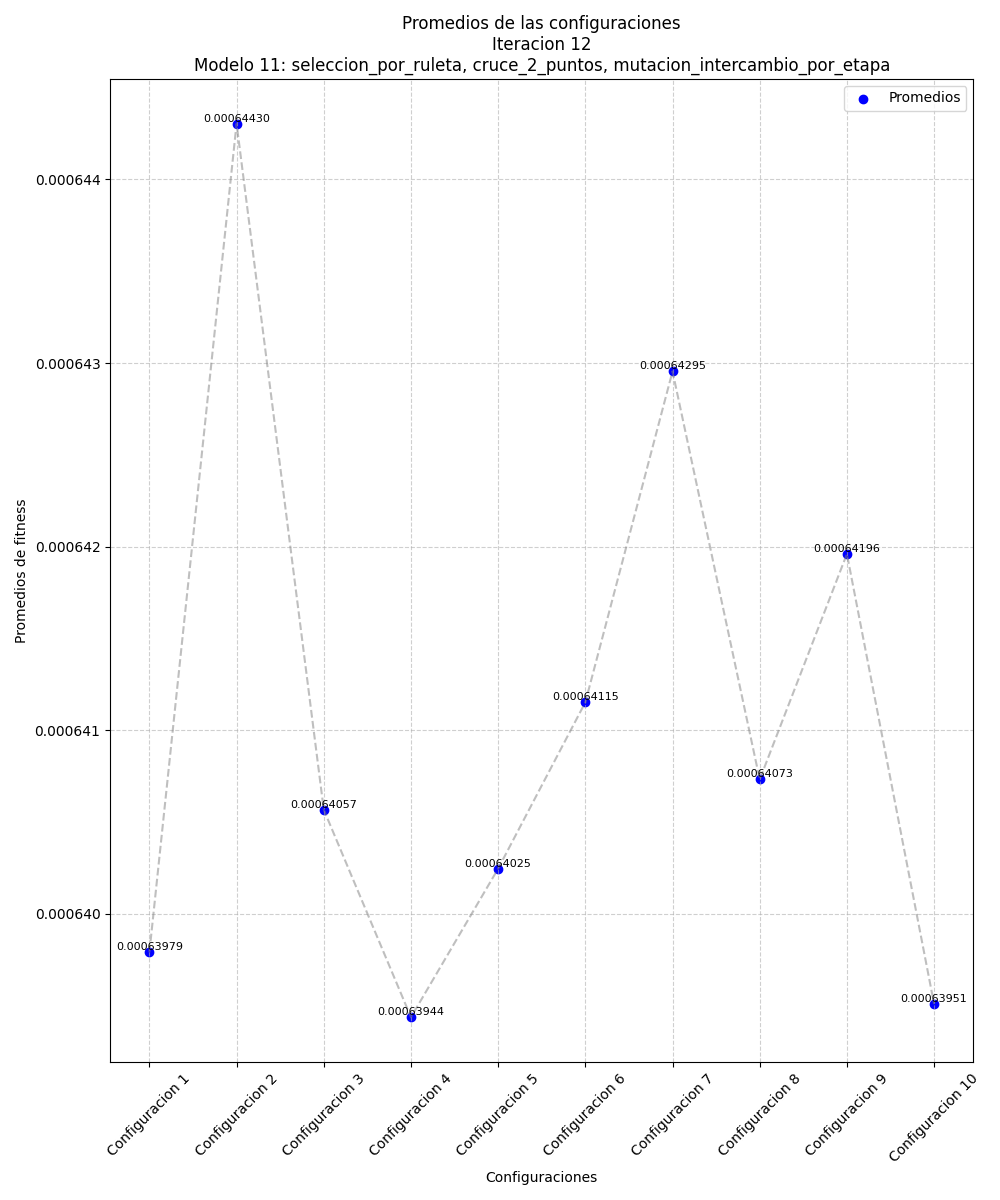 Promedios de las configuraciones
Iteracion 12
Modelo 11: seleccion_por_ruleta, cruce_2_puntos, mutacion_intercambio_por_etapa
Promedios
0.00064430
0.000644
0.000643
0.00064295
0.000642
0.00064196
0.00064115
0.000641
0.00064073
0.00064057
0.00064025
0.000640
0.00063979
0.00063951
0.00063944
Promedios de fitness
Configuracion 1
Configuracion 2
Configuracion 3
Configuracion 4
Configuracion 5
Configuracion 6
Configuracion 7
Configuracion 8
Configuracion 9
Configuracion 10
Configuraciones